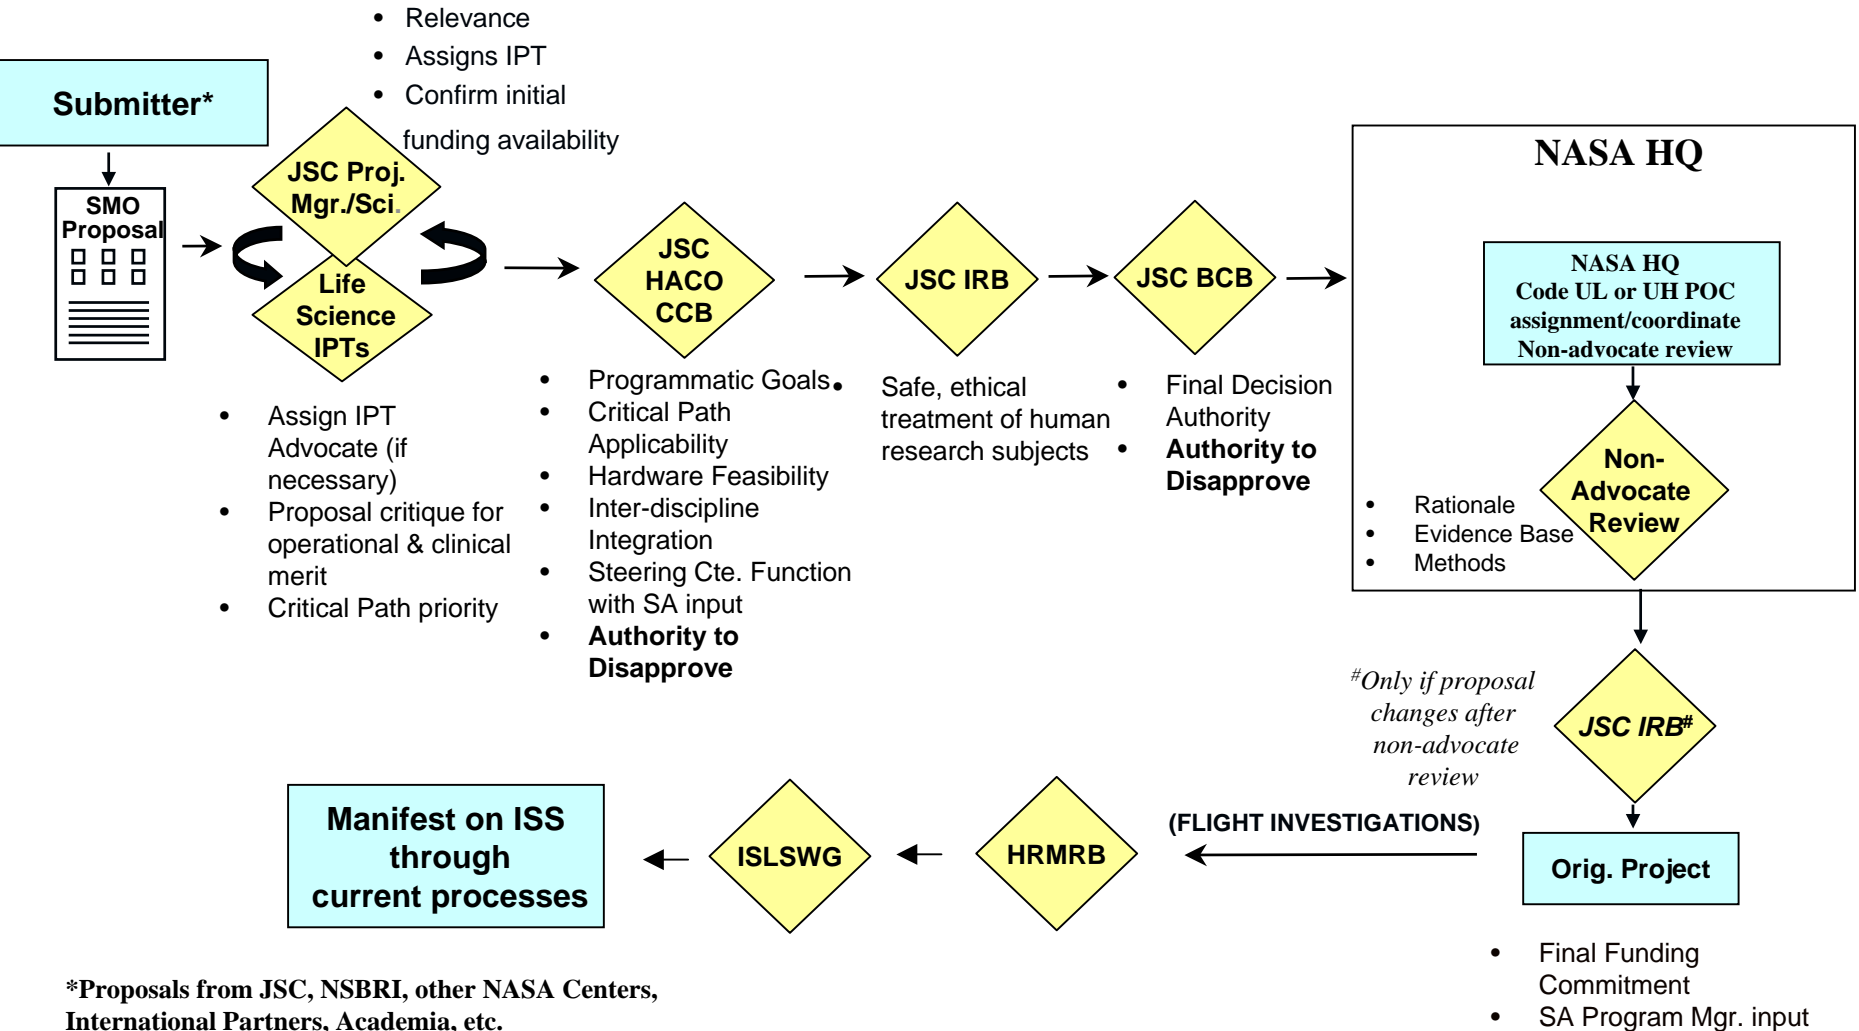 • Relevance
• Assigns IPT
• Confirm initial
funding availability
Submitter*
SMO
Proposal
JSC Proj.
Mgr./Sci.
Life
Science
IPTs
• Assign IPT
Advocate (if
necessary)
• Proposal critique for
operational & clinical
merit
• Critical Path priority
JSC
HACO
CCB
• Programmatic Goals
• Critical Path
Applicability
• Hardware Feasibility
• Inter-discipline
Integration
• Steering Cte. Function
with SA input
• Authority to
Disapprove
JSC IRB
• Safe, ethical
treatment of human
research subjects
JSC BCB
• Final Decision
Authority
• Authority to
Disapprove
NASA HQ
NASA HQ
Code UL or UH POC
assignment/coordinate
Non-advocate review
Non-
Advocate
Review
• Rationale
• Evidence Base
• Methods
#Only if proposal
changes after
non-advocate
review
JSC IRB#
Orig. Project
• Final Funding
Commitment
• SA Program Mgr. input
(FLIGHT INVESTIGATIONS)
HRMRB
ISLSWG
Manifest on ISS
through
current processes
*Proposals from JSC, NSBRI, other NASA Centers,
International Partners, Academia, etc.